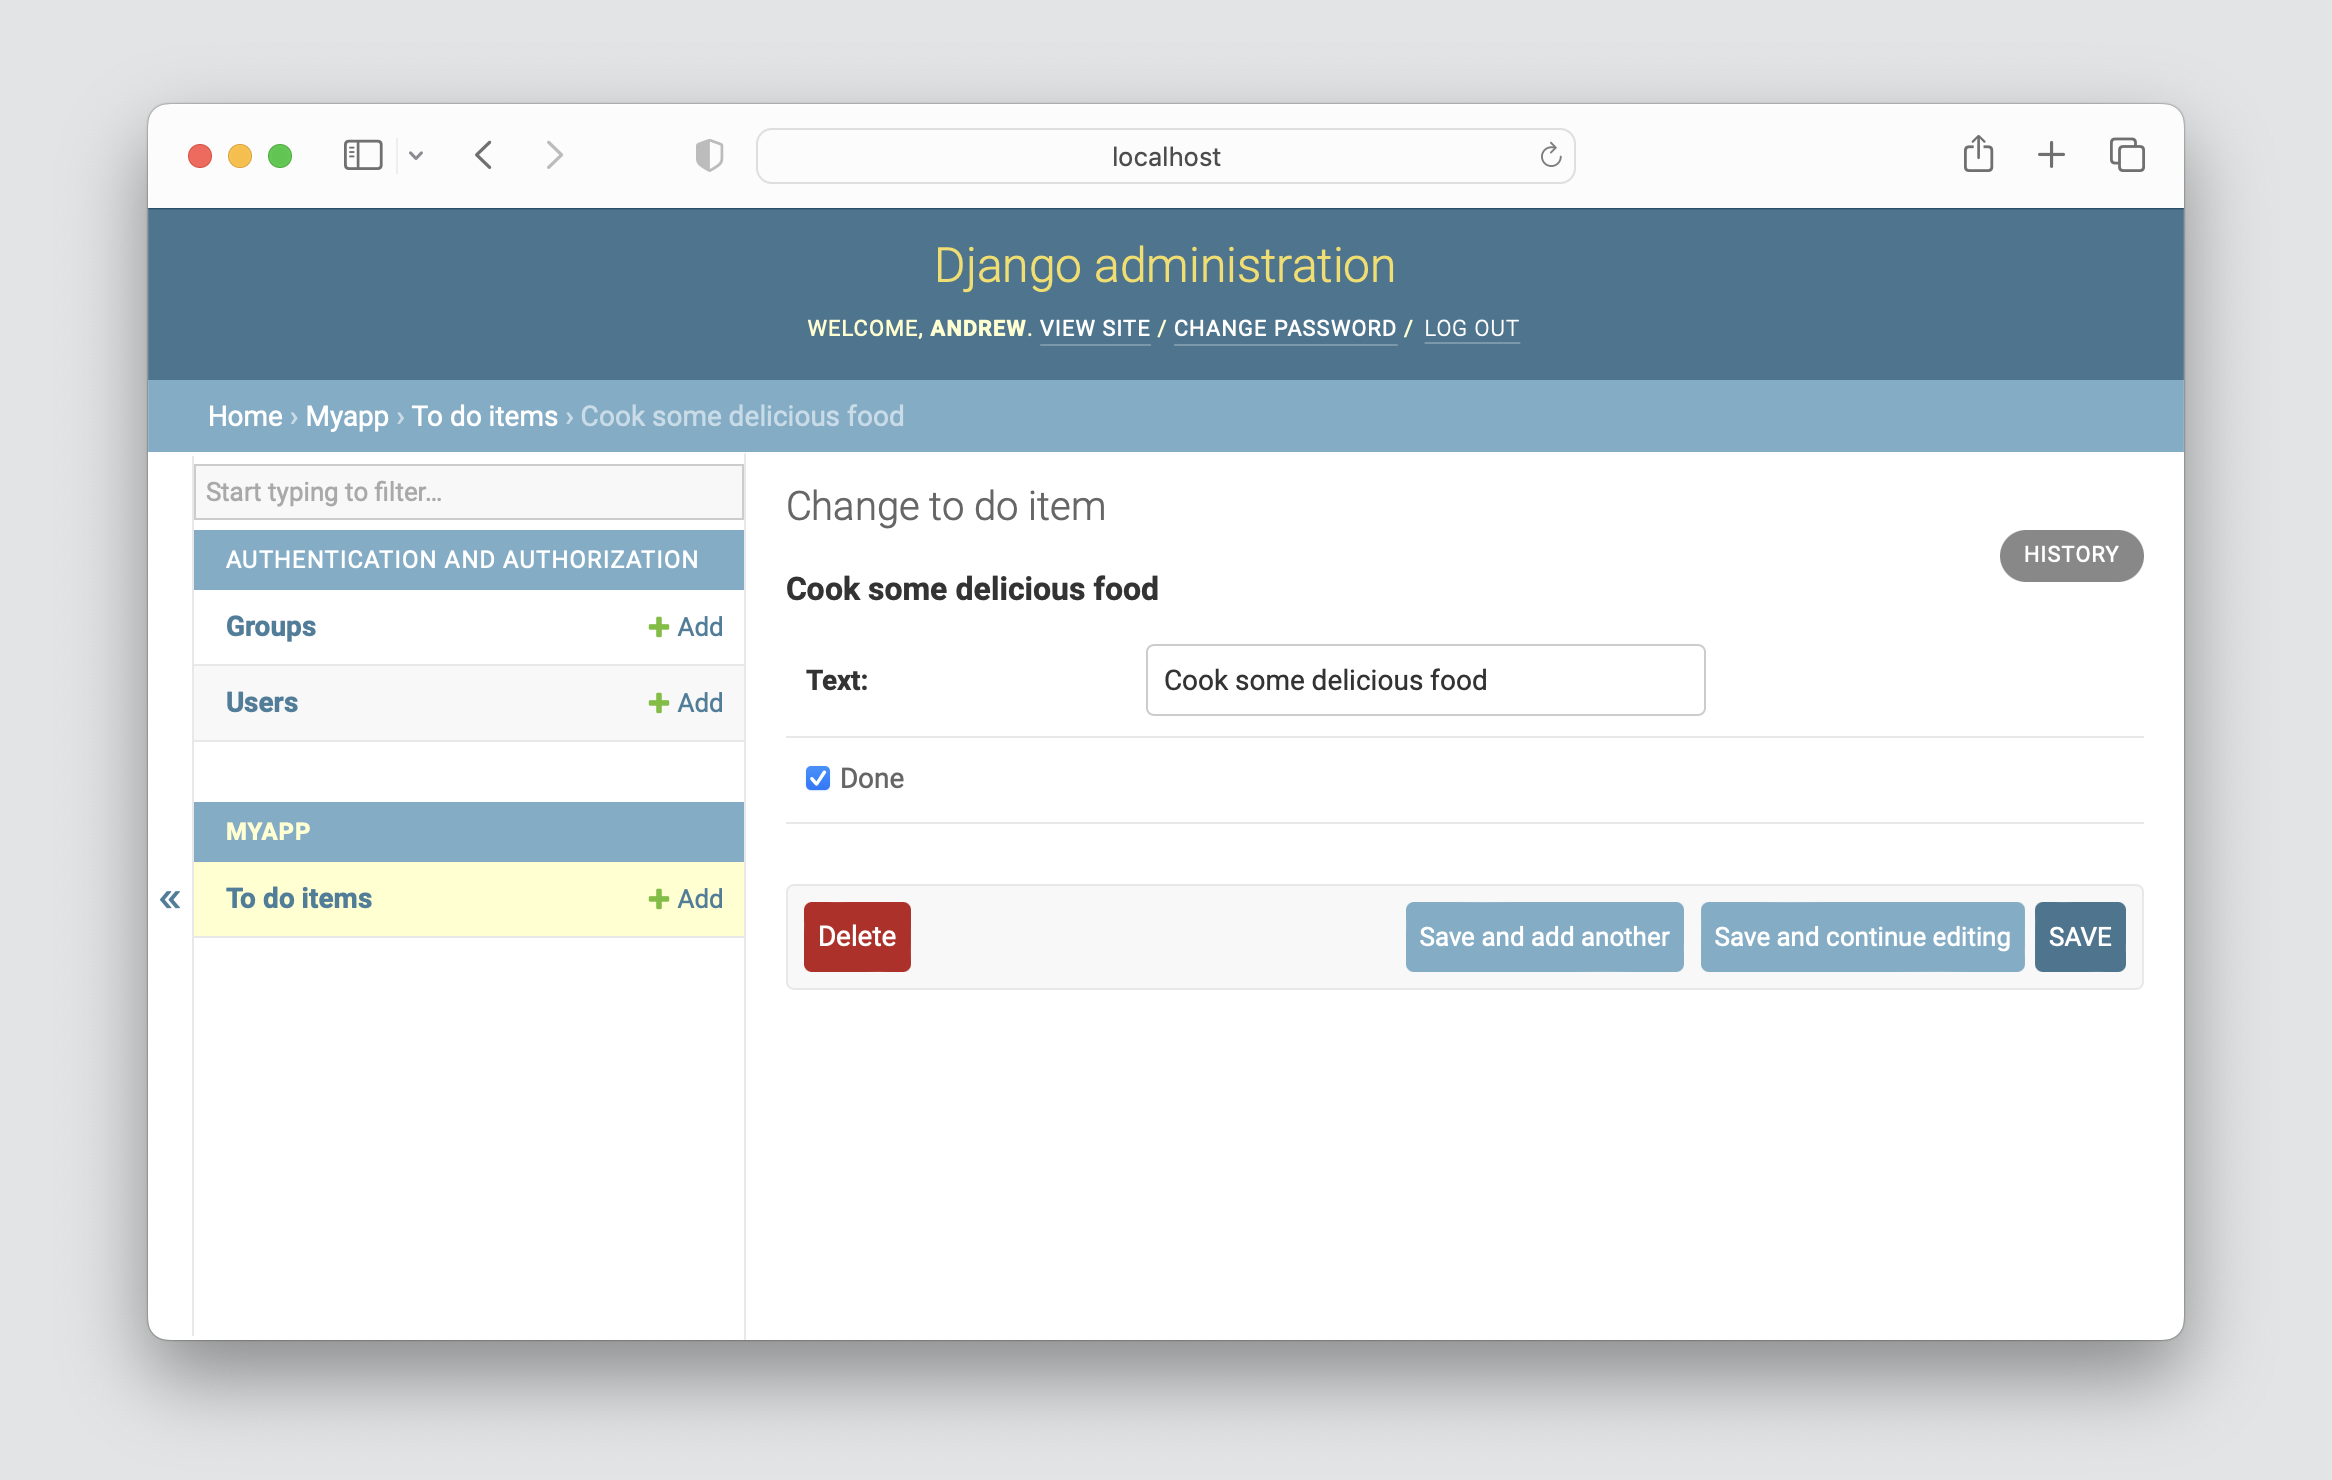 localhost
Django administration
WELCOME, ANDREW. VIEW SITE / CHANGE PASSWORD / LOG OUT
Home › Myapp › To do items › Cook some delicious food
Start typing to filter...
AUTHENTICATION AND AUTHORIZATION
Groups + Add
Users + Add
MYAPP
« To do items + Add
Change to do item
HISTORY
Cook some delicious food
Text: Cook some delicious food
Done
Delete Save and add another Save and continue editing SAVE